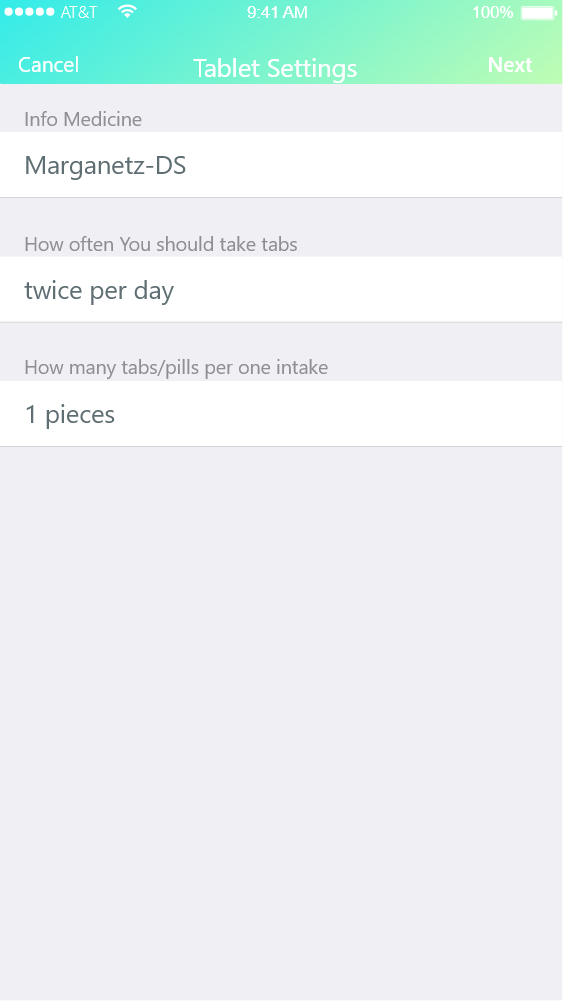 AT&T 9:41 AM 100%
Cancel Tablet Settings Next
Info Medicine
Marganetz-DS
How often You should take tabs
twice per day
How many tabs/pills per one intake
1 pieces